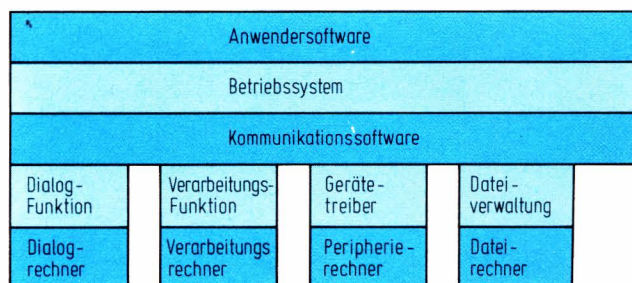 Anwendersoftware
Betriebssystem
Kommunikationssoftware
Dialog-
Funktion
Verarbeitungs-
Funktion
Geräte-
treiber
Datei-
verwaltung
Dialog-
rechner
Verarbeitungs
rechner
Peripherie-
rechner
Datei-
rechner